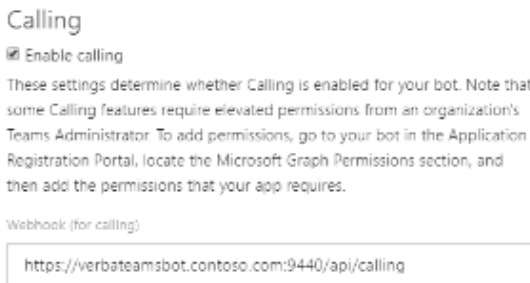 Calling
Enable calling
These settings determine whether Calling is enabled for your bot. Note that
some Calling features require elevated permissions from an organization's
Teams Administrator. To add permissions, go to your bot in the Application
Registration Portal, locate the Microsoft Graph Permissions section, and
then add the permissions that your app requires.
Webhook (for calling)
https://verbateamsbot.contoso.com:9440/api/calling